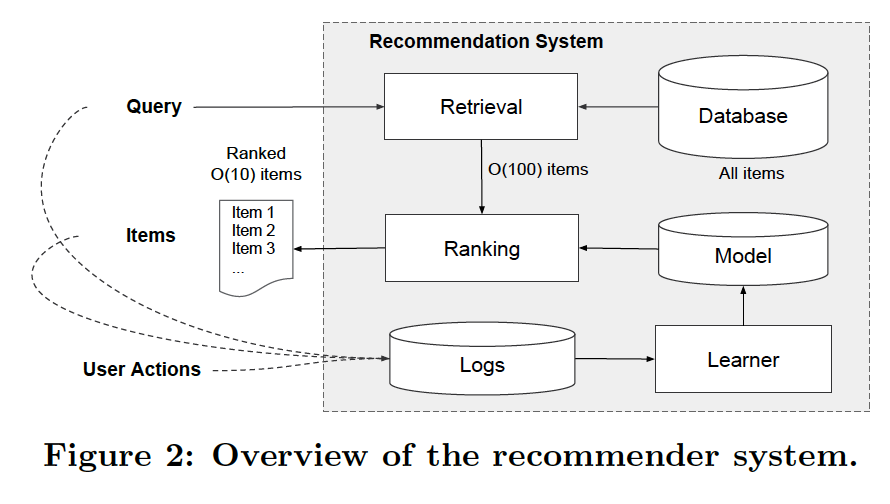 Recommendation System
Query
Retrieval
Database
All items
Ranked
O(10) items
O(100) items
Items
Item 1
Item 2
Item 3
...
Ranking
Model
User Actions
Logs
Learner
Figure 2: Overview of the recommender system.